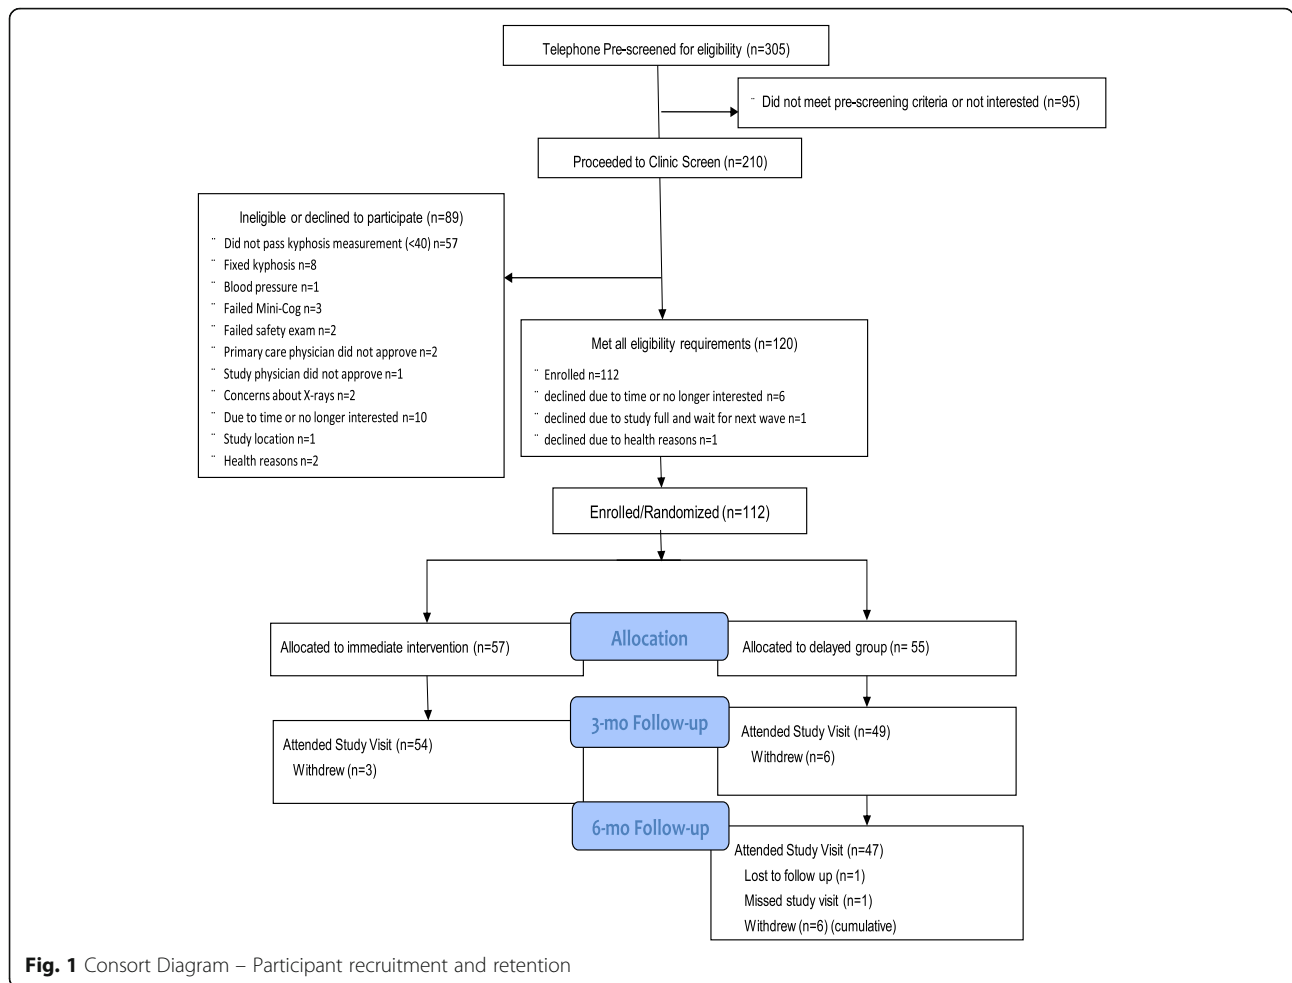 Telephone Pre-screened for eligibility (n=305)
¨ Did not meet pre-screening criteria or not interested (n=95)
Proceeded to Clinic Screen (n=210)
Ineligible or declined to participate (n=89)
¨ Did not pass kyphosis measurement (<40) n=57
¨ Fixed kyphosis n=8
¨ Blood pressure n=1
¨ Failed Mini-Cog n=3
¨ Failed safety exam n=2
¨ Primary care physician did not approve n=2
¨ Study physician did not approve n=1
¨ Concerns about X-rays n=2
¨ Due to time or no longer interested n=10
¨ Study location n=1
¨ Health reasons n=2
Met all eligibility requirements (n=120)
¨ Enrolled n=112
¨ declined due to time or no longer interested n=6
¨ declined due to study full and wait for next wave n=1
¨ declined due to health reasons n=1
Enrolled/Randomized (n=112)
Allocation
Allocated to immediate intervention (n=57)
Allocated to delayed group (n= 55)
3-mo Follow-up
Attended Study Visit (n=54)
Withdrew (n=3)
Attended Study Visit (n=49)
Withdrew (n=6)
6-mo Follow-up
Attended Study Visit (n=47)
Lost to follow up (n=1)
Missed study visit (n=1)
Withdrew (n=6) (cumulative)
Fig. 1 Consort Diagram – Participant recruitment and retention